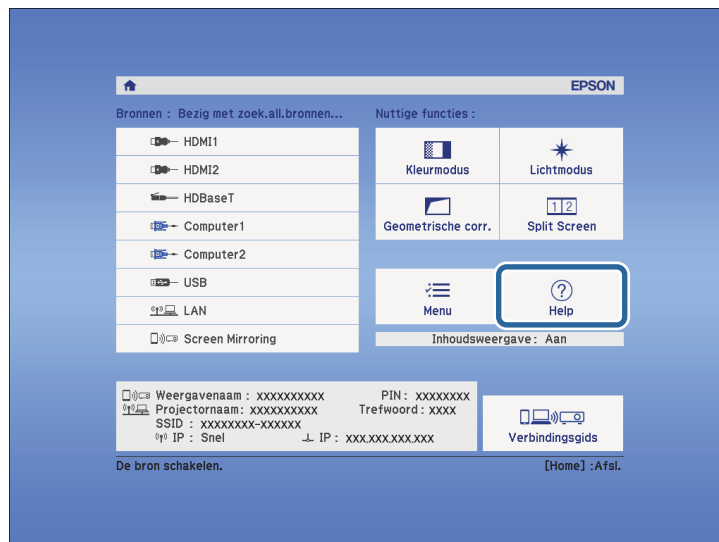 EPSON
Bronnen : Bezig met zoek.all.bronnen...
HDMI1
HDMI2
HDBaseT
Computer1
Computer2
USB
LAN
Screen Mirroring
Nuttige functies :
Kleurmodus
Lichtmodus
Geometrische corr.
1 2
Split Screen
Menu
?
Help
Inhoudsweergave : Aan
Weergavenaam : xxxxxxxxxx PIN : xxxxxxxx
Projectornaam: xxxxxxxxxx Trefwoord : xxxx
SSID : xxxxxxxx-xxxxxx
IP : Snel IP : xxx.xxx.xxx.xxx
Verbindingsgids
De bron schakelen. [Home] :Afsl.